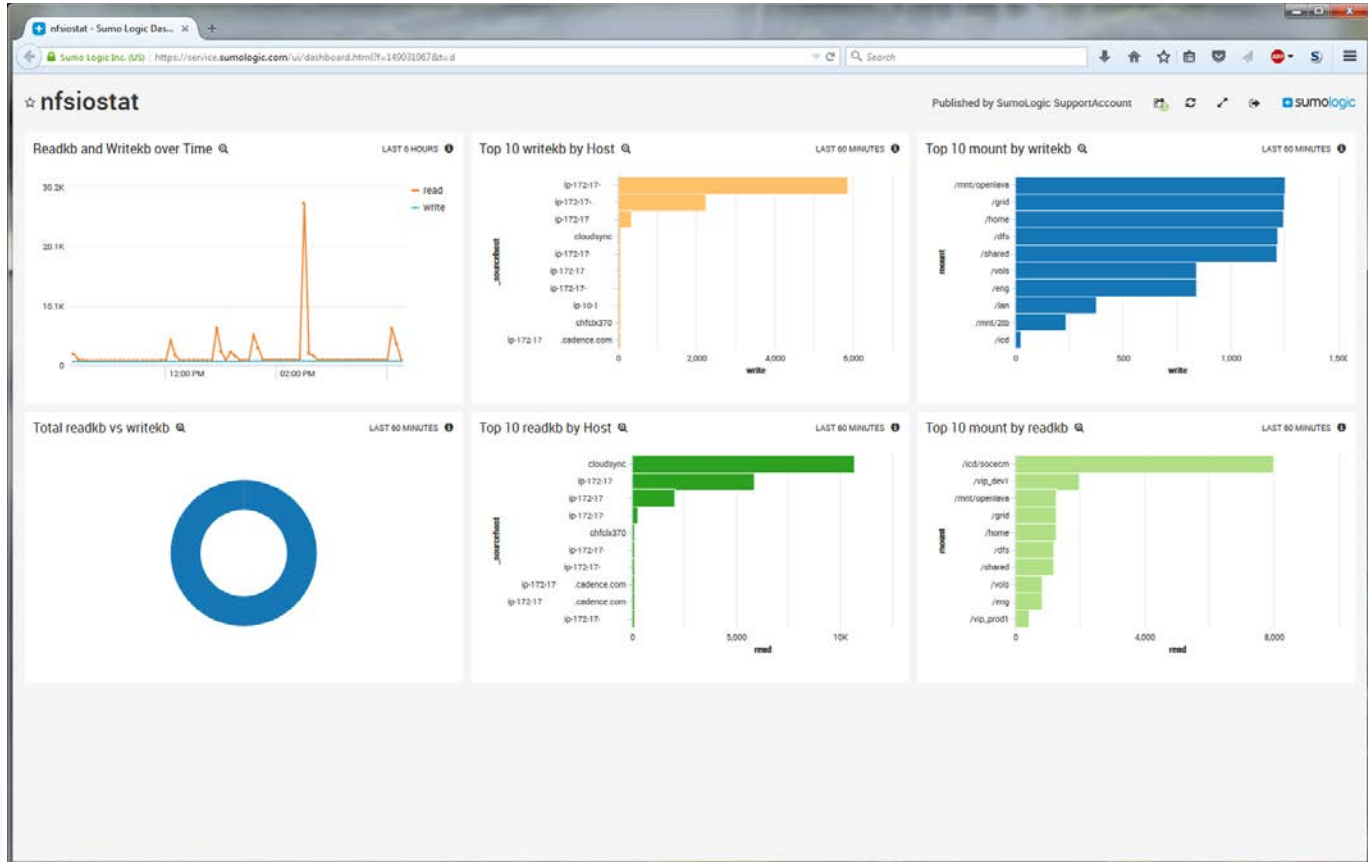 nfsiostat - Sumo Logic Das...
Sumo Logic Inc. (US)
https://service.sumologic.com/ui/dashboard.html?f=149031067&t=d
Search
nfsiostat
Published by SumoLogic SupportAccount
sumologic
Readkb and Writekb over Time
LAST 6 HOURS
30.2K
20.1K
10.1K
0
12:00 PM
02:00 PM
read
write
Top 10 writekb by Host
LAST 60 MINUTES
_sourcehost
ip-172-17-
ip-172-17-
ip-172-17
cloudsync
ip-172-17-
ip-172-17
ip-172-17-
ip-10-1
chfclx370
ip-172-17 .cadence.com
0 2,000 4,000 6,000
write
Top 10 mount by writekb
LAST 60 MINUTES
mount
/mnt/openlava
/grid
/home
/dfs
/shared
/vols
/eng
/lan
/mnt/2lib
/icd
0 500 1,000 1,50
write
Total readkb vs writekb
LAST 60 MINUTES
Top 10 readkb by Host
LAST 60 MINUTES
_sourcehost
cloudsync
ip-172-17
ip-172-17
ip-172-17-
chfclx370
ip-172-17-
ip-172-17-
ip-172-17 .cadence.com
ip-172-17 .cadence.com
ip-172-17-
0 5,000 10K
read
Top 10 mount by readkb
LAST 60 MINUTES
mount
/icd/socecm
/vip_dev1
/mnt/openlava
/grid
/home
/dfs
/shared
/vols
/eng
/vip_prod1
0 4,000 8,000
read